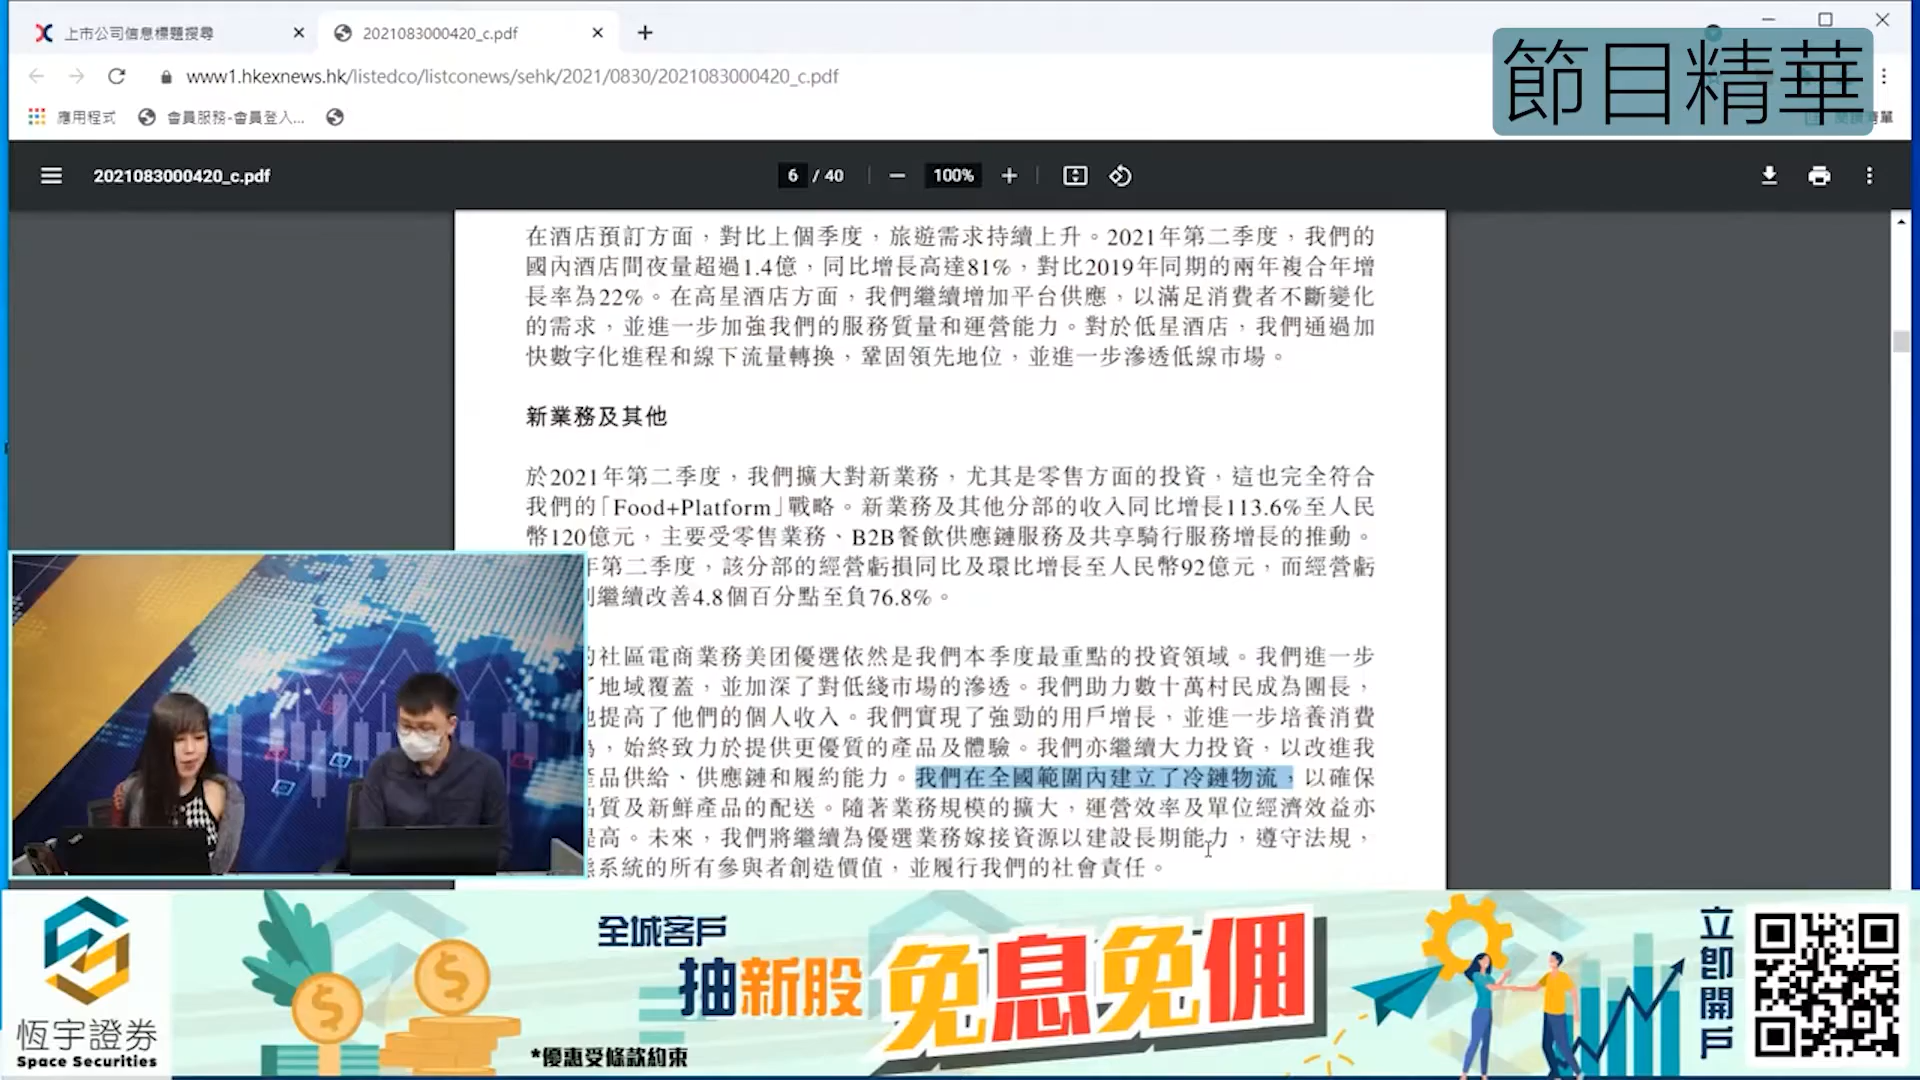 上市公司信息標題搜尋
2021083000420_c.pdf
節目精華
www1.hkexnews.hk/listedco/listconews/sehk/2021/0830/2021083000420_c.pdf
應用程式
會員服務-會員登入...
2021083000420_c.pdf
6 / 40
100%
在酒店預訂方面，對比上個季度，旅遊需求持續上升。2021年第二季度，我們的
國內酒店間夜量超過1.4億，同比增長高達81%，對比2019年同期的兩年複合年增
長率為22%。在高星酒店方面，我們繼續增加平台供應，以滿足消費者不斷變化
的需求，並進一步加強我們的服務質量和運營能力。對於低星酒店，我們通過加
快數字化進程和線下流量轉換，鞏固領先地位，並進一步滲透低線市場。
新業務及其他
於2021年第二季度，我們擴大對新業務，尤其是零售方面的投資，這也完全符合
我們的「Food+Platform」戰略。新業務及其他分部的收入同比增長113.6%至人民
幣120億元，主要受零售業務、B2B餐飲供應鏈服務及共享騎行服務增長的推動。
年第二季度，該分部的經營虧損同比及環比增長至人民幣92億元，而經營虧
繼續改善4.8個百分點至負76.8%。
的社區電商業務美团優選依然是我們本季度最重點的投資領域。我們進一步
了地域覆蓋，並加深了對低綫市場的滲透。我們助力數十萬村民成為團長，
地提高了他們的個人收入。我們實現了強勁的用戶增長，並進一步培養消費
，始終致力於提供更優質的產品及體驗。我們亦繼續大力投資，以改進我
產品供給、供應鏈和履約能力。我們在全國範圍內建立了冷鏈物流，以確保
品質及新鮮產品的配送。隨著業務規模的擴大，運營效率及單位經濟效益亦
提高。未來，我們將繼續為優選業務嫁接資源以建設長期能力，遵守法規，
態系統的所有參與者創造價值，並履行我們的社會責任。
恆宇證券
Space Securities
全城客戶
抽新股
免息免佣
*優惠受條款約束
立即開戶